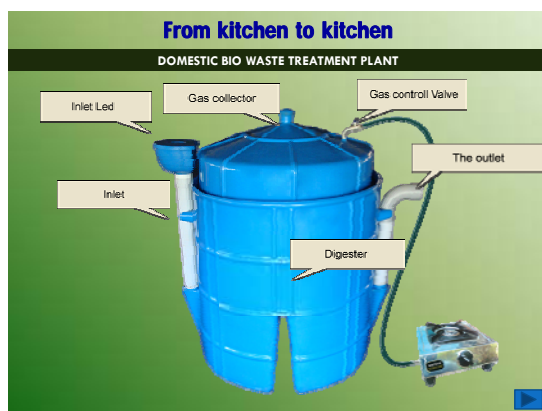 From kitchen to kitchen
DOMESTIC BIO WASTE TREATMENT PLANT
Gas collector
Gas controll Valve
Inlet Led
The outlet
Inlet
Digester